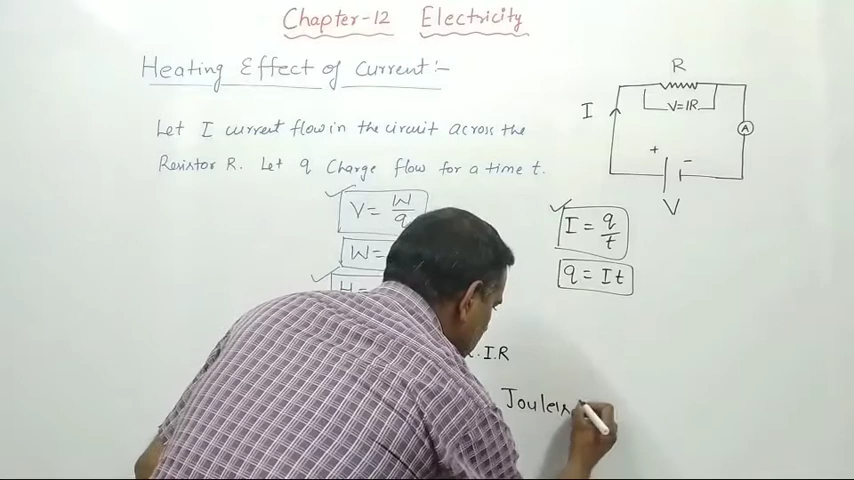 Chapter-12 Electricity
Heating Effect of Current:-
Let I current flow in the circuit across the
Resistor R. Let q Charge flow for a time t.
R
V=IR
I
A
+ -
V
V = W/q
W=
H=
I = q/t
q = It
.I.R
Joule's